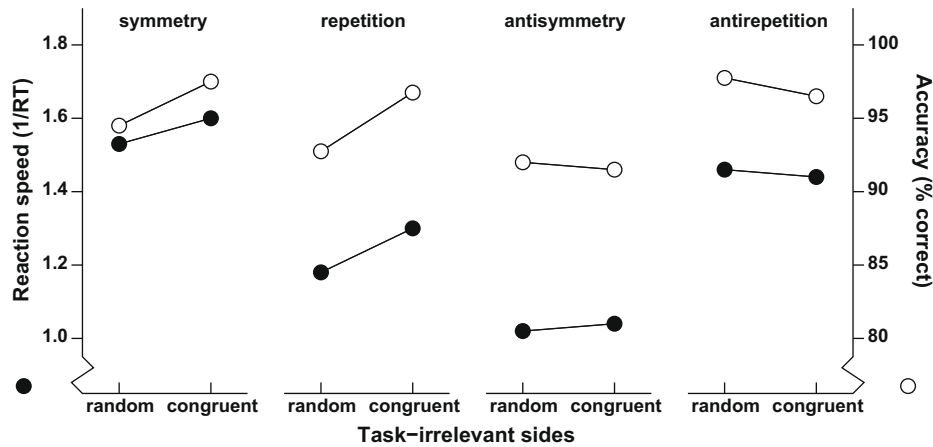 symmetry repetition antisymmetry antirepetition
1.8 100
1.6 95
1.4 90
1.2 85
1.0 80
Reaction speed (1/RT)
Accuracy (% correct)
random congruent random congruent random congruent random congruent
Task−irrelevant sides